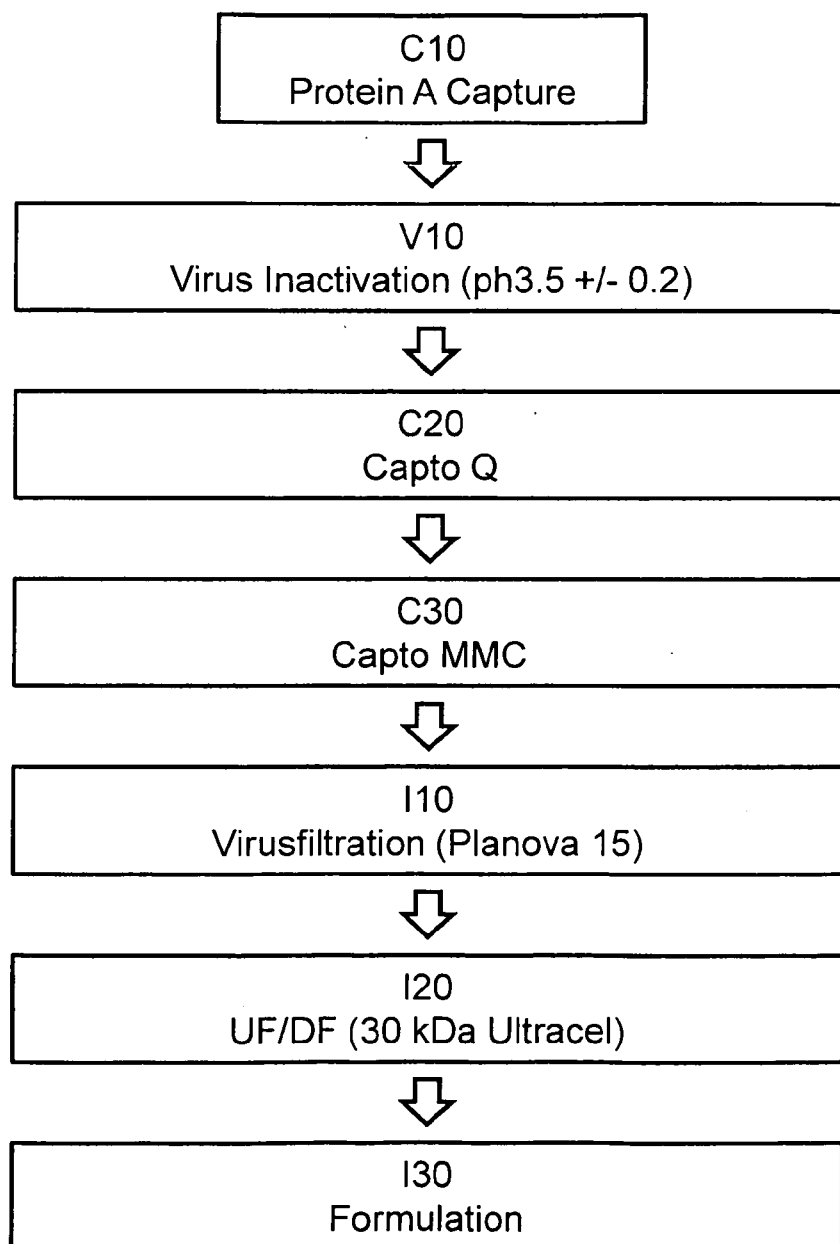 C10
Protein A Capture
V10
Virus Inactivation (ph3.5 +/- 0.2)
C20
Capto Q
C30
Capto MMC
I10
Virusfiltration (Planova 15)
I20
UF/DF (30 kDa Ultracel)
I30
Formulation